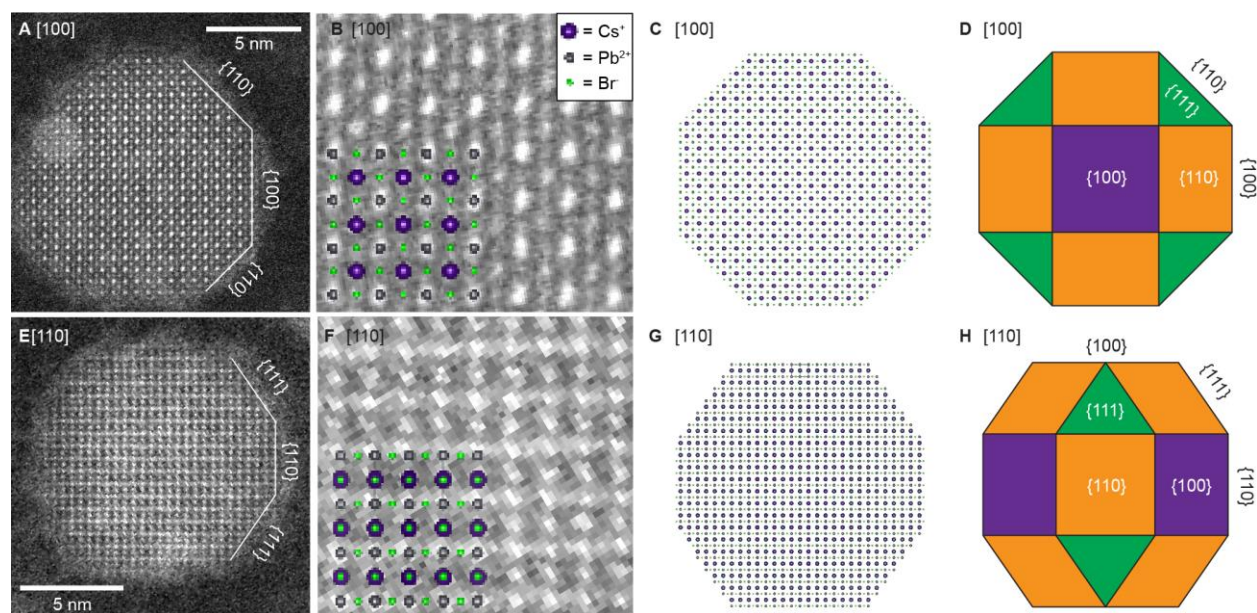 A [100]
5 nm
{110}
{100}
{110}
B [100]
= Cs⁺
= Pb²⁺
= Br⁻
C [100]
D [100]
{110}
{111}
{100}
{110}
{100}
E [110]
{111}
{110}
{111}
5 nm
F [110]
G [110]
H [110]
{100}
{111}
{111}
{110}
{100}
{110}